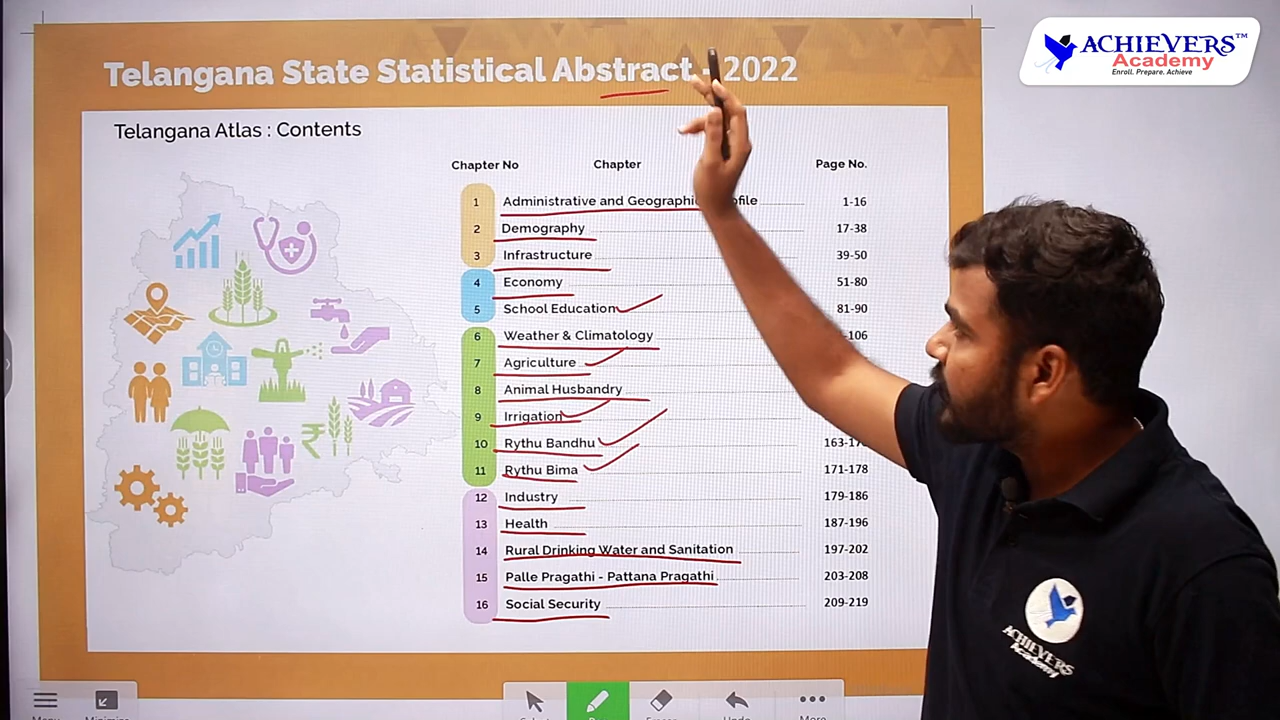 ACHIEVERS™
Academy
Enroll. Prepare. Achieve
Telangana State Statistical Abstract - 2022
Telangana Atlas : Contents
Chapter No Chapter Page No.
1 Administrative and Geographic 1-16
2 Demography 17-38
3 Infrastructure 39-50
4 Economy 51-80
5 School Education 81-90
6 Weather & Climatology -106
7 Agriculture
8 Animal Husbandry
9 Irrigation
10 Rythu Bandhu
11 Rythu Bima 171-178
12 Industry 179-186
13 Health 187-196
14 Rural Drinking Water and Sanitation 197-202
15 Palle Pragathi - Pattana Pragathi 203-208
16 Social Security 209-219
ACHIEVERS
Academy